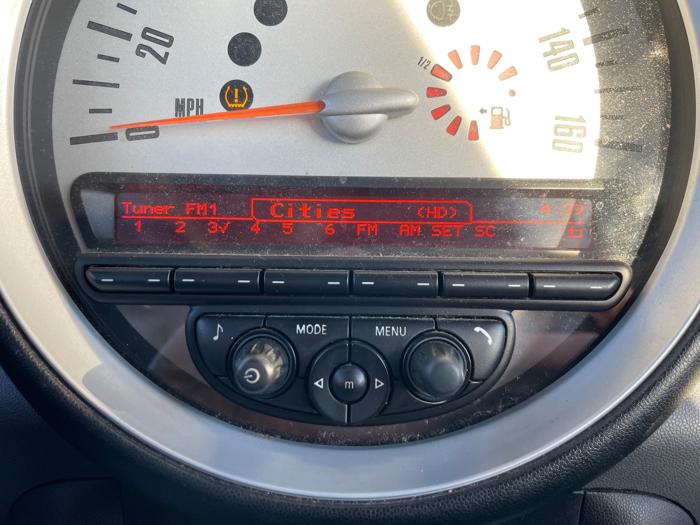 20
140
1/2
MPH
0
160
Tuner FM1 Cities (HD)
1 2 3✓ 4 5 6 FM AM SET SC
MODE MENU
m